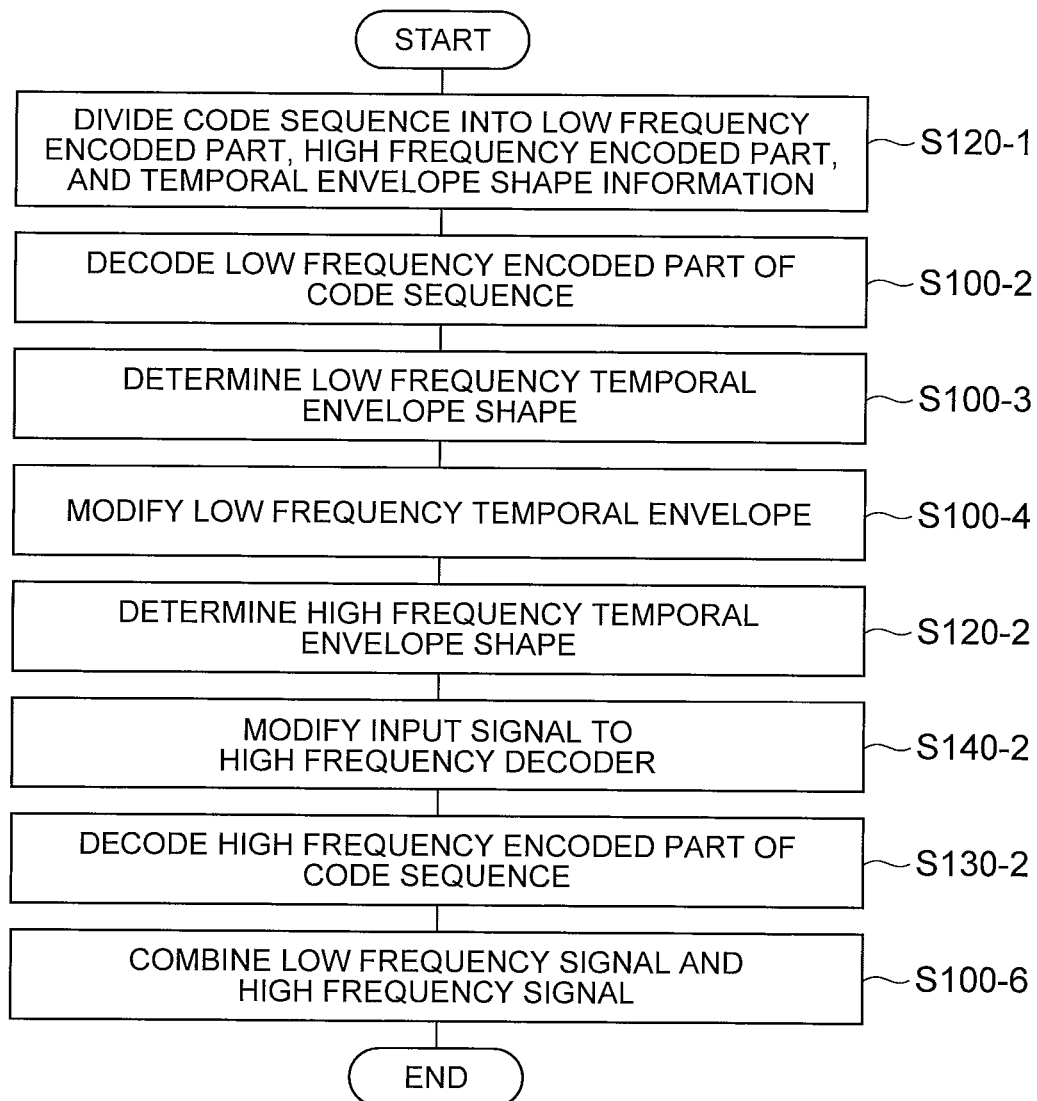 START
DIVIDE CODE SEQUENCE INTO LOW FREQUENCY
ENCODED PART, HIGH FREQUENCY ENCODED PART,
AND TEMPORAL ENVELOPE SHAPE INFORMATION
S120-1
DECODE LOW FREQUENCY ENCODED PART OF
CODE SEQUENCE
S100-2
DETERMINE LOW FREQUENCY TEMPORAL
ENVELOPE SHAPE
S100-3
MODIFY LOW FREQUENCY TEMPORAL ENVELOPE
S100-4
DETERMINE HIGH FREQUENCY TEMPORAL
ENVELOPE SHAPE
S120-2
MODIFY INPUT SIGNAL TO
HIGH FREQUENCY DECODER
S140-2
DECODE HIGH FREQUENCY ENCODED PART OF
CODE SEQUENCE
S130-2
COMBINE LOW FREQUENCY SIGNAL AND
HIGH FREQUENCY SIGNAL
S100-6
END